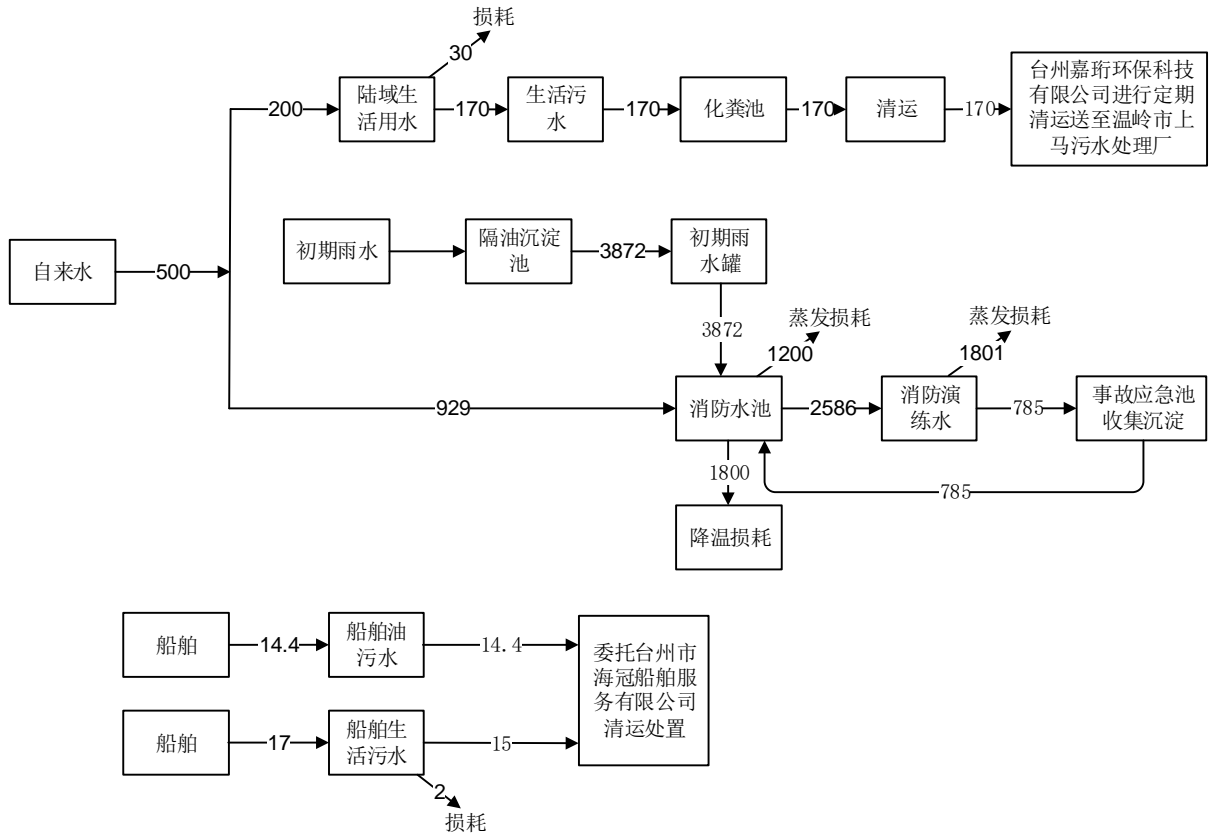 损耗
30
200
陆域生
活用水
170
生活污
水
170
化粪池
170
清运
170
台州嘉珩环保科技
有限公司进行定期
清运送至温岭市上
马污水处理厂
自来水
500
初期雨水
隔油沉淀
池
3872
初期雨
水罐
3872
蒸发损耗
1200
蒸发损耗
1801
929
消防水池
2586
消防演
练水
785
事故应急池
收集沉淀
1800
785
降温损耗
船舶
14.4
船舶油
污水
14.4
委托台州市
海冠船舶服
务有限公司
清运处置
船舶
17
船舶生
活污水
15
2
损耗